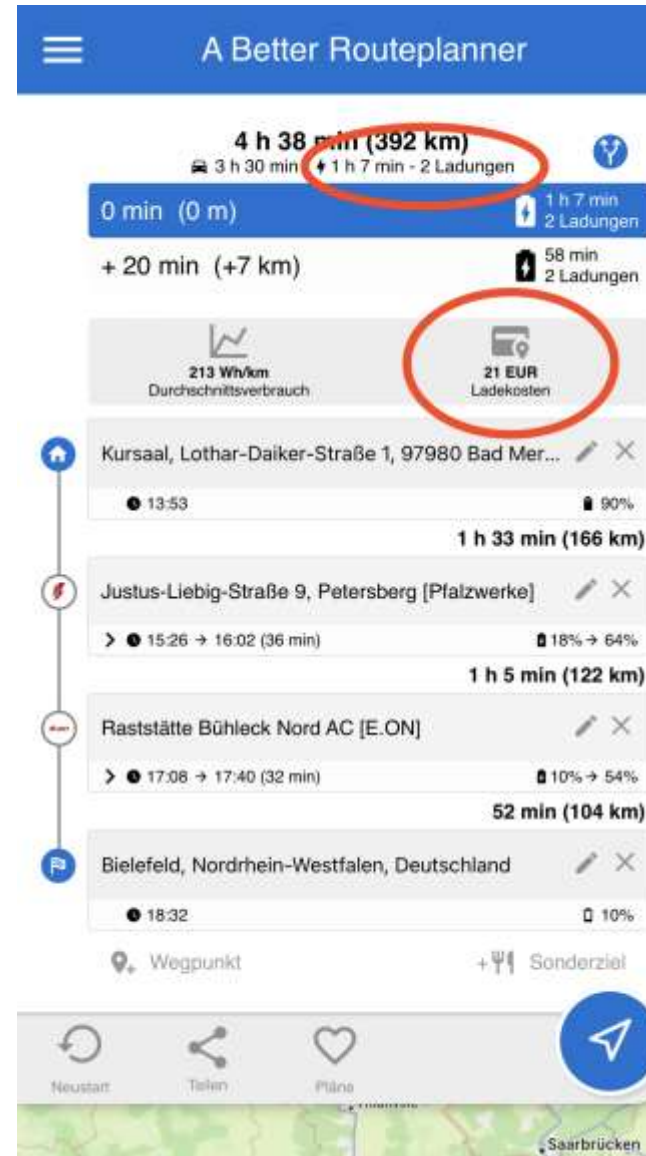 A Better Routeplanner
4 h 38 min (392 km)
3 h 30 min 1 h 7 min - 2 Ladungen
0 min (0 m)
1 h 7 min
2 Ladungen
+ 20 min (+7 km)
58 min
2 Ladungen
213 Wh/km
Durchschnittsverbrauch
21 EUR
Ladekosten
Kursaal, Lothar-Daiker-Straße 1, 97980 Bad Mer...
13:53 90%
1 h 33 min (166 km)
Justus-Liebig-Straße 9, Petersberg [Pfalzwerke]
15:26 → 16:02 (36 min) 18% → 64%
1 h 5 min (122 km)
Raststätte Bühleck Nord AC [E.ON]
17:08 → 17:40 (32 min) 10% → 54%
52 min (104 km)
Bielefeld, Nordrhein-Westfalen, Deutschland
18:32 10%
Wegpunkt + Sonderziel
Neustart Teilen Pläne
Saarbrücken